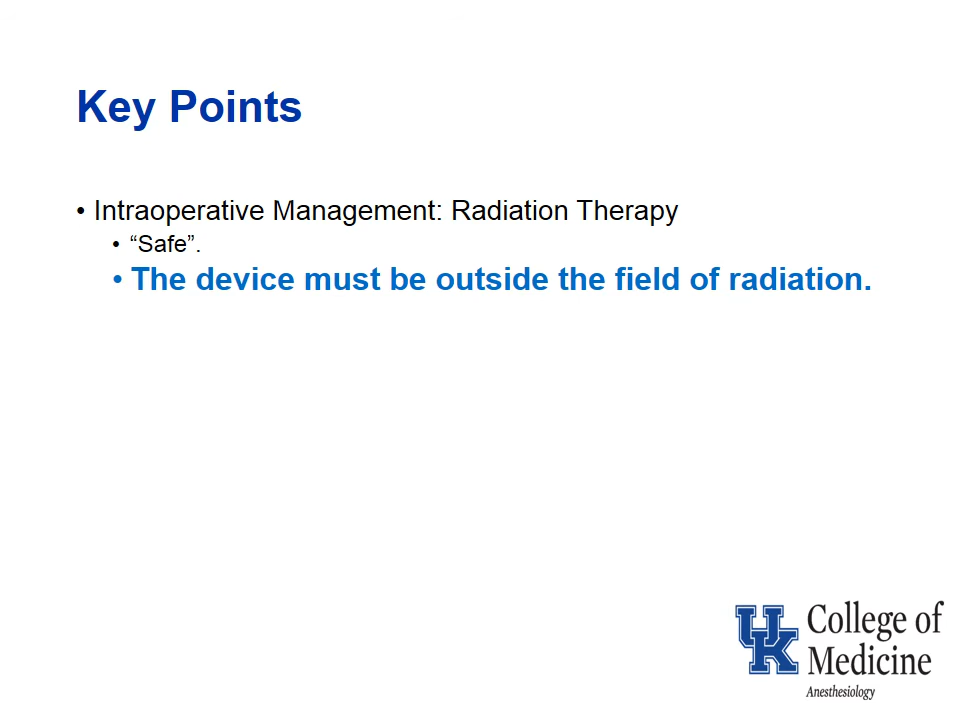 Key Points
• Intraoperative Management: Radiation Therapy
• “Safe”.
• The device must be outside the field of radiation.
UK
College of
Medicine
Anesthesiology